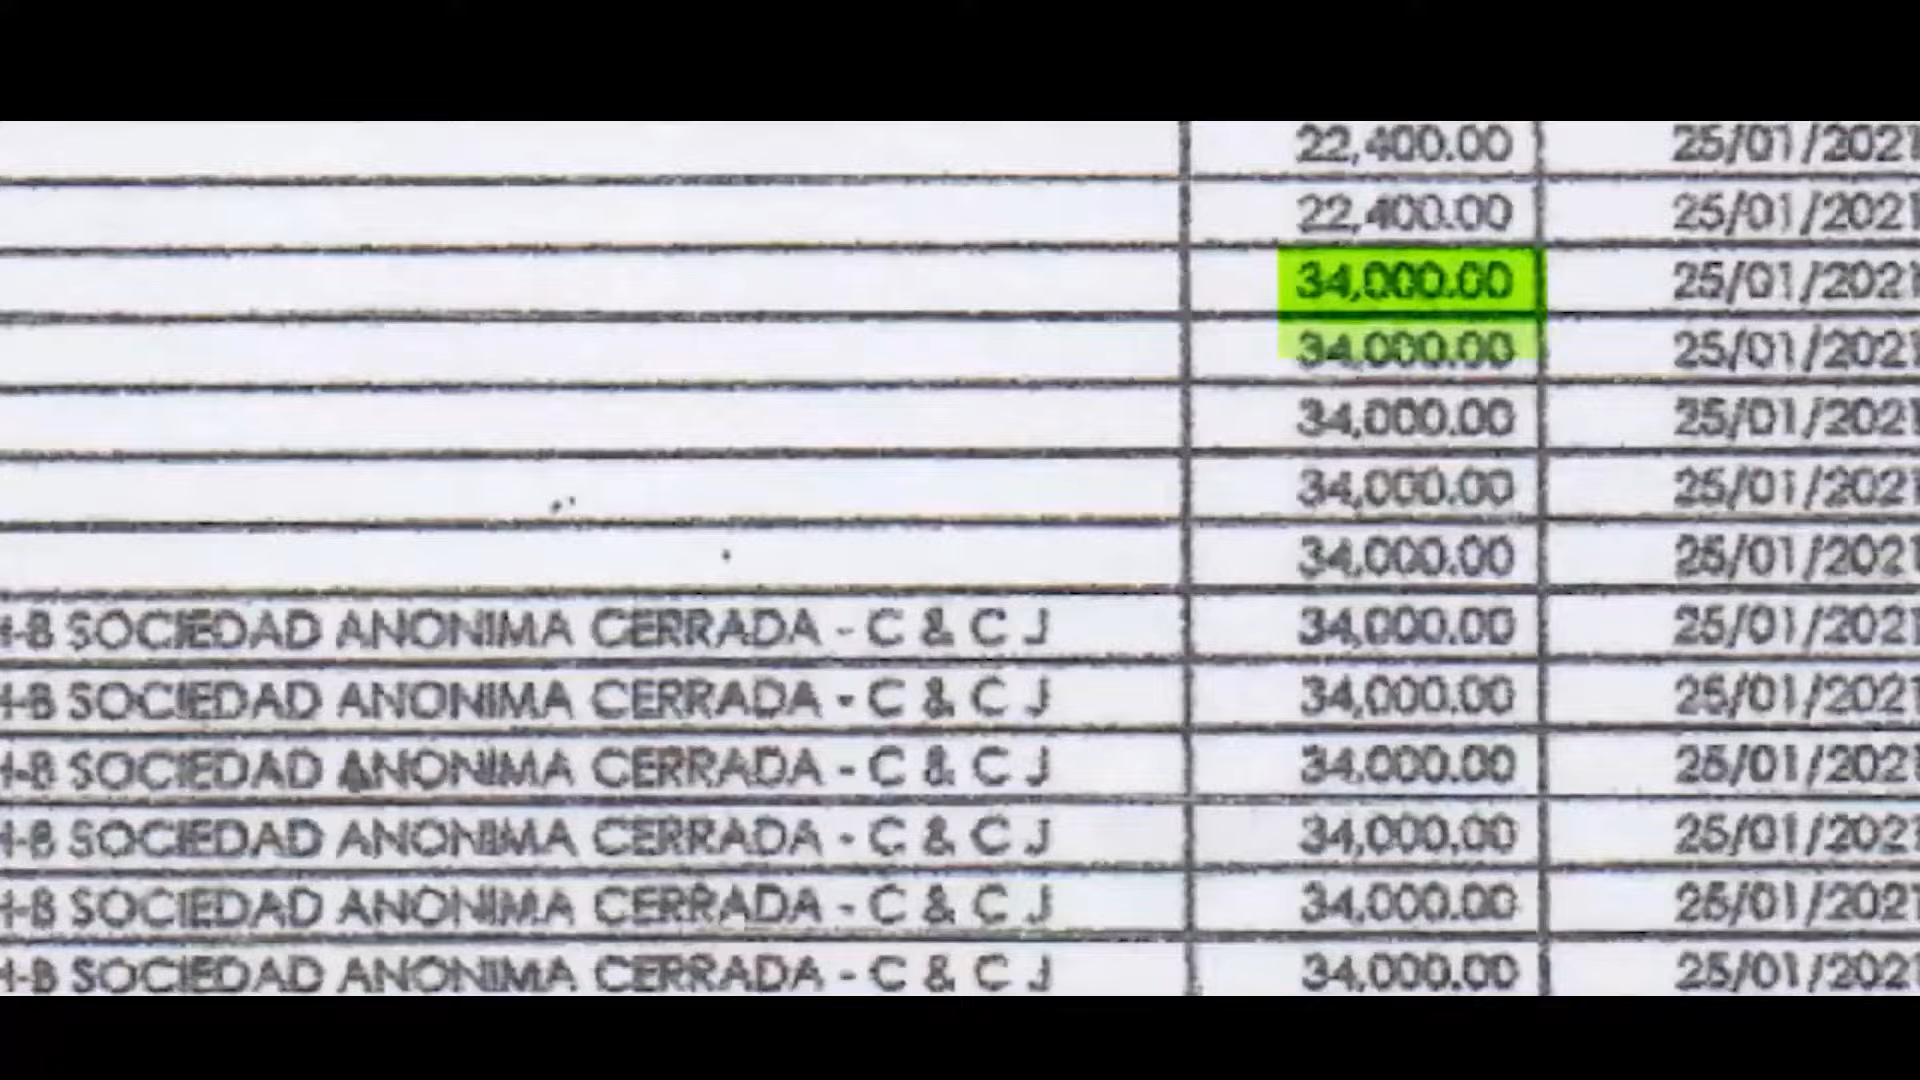 22,400.00 25/01/2021
22,400.00 25/01/2021
34,000.00 25/01/2021
34,000.00 25/01/2021
34,000.00 25/01/2021
34,000.00 25/01/2021
34,000.00 25/01/2021
H-B SOCIEDAD ANONIMA CERRADA - C & C J 34,000.00 25/01/2021
H-B SOCIEDAD ANONIMA CERRADA - C & C J 34,000.00 25/01/2021
H-B SOCIEDAD ANONIMA CERRADA - C & C J 34,000.00 25/01/2021
H-B SOCIEDAD ANONIMA CERRADA - C & C J 34,000.00 25/01/2021
H-B SOCIEDAD ANONIMA CERRADA - C & C J 34,000.00 25/01/2021
H-B SOCIEDAD ANONIMA CERRADA - C & C J 34,000.00 25/01/2021